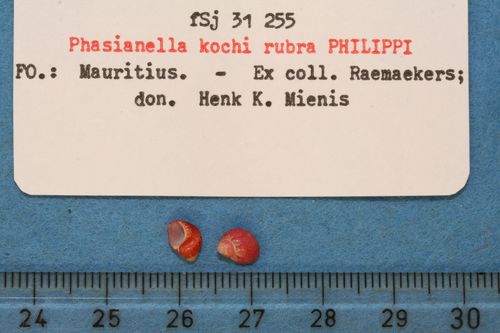 fSj 31 255
Phasianella kochi rubra PHILIPPI
FO.: Mauritius. - Ex coll. Raemaekers;
don. Henk K. Mienis
24 25 26 27 28 29 30